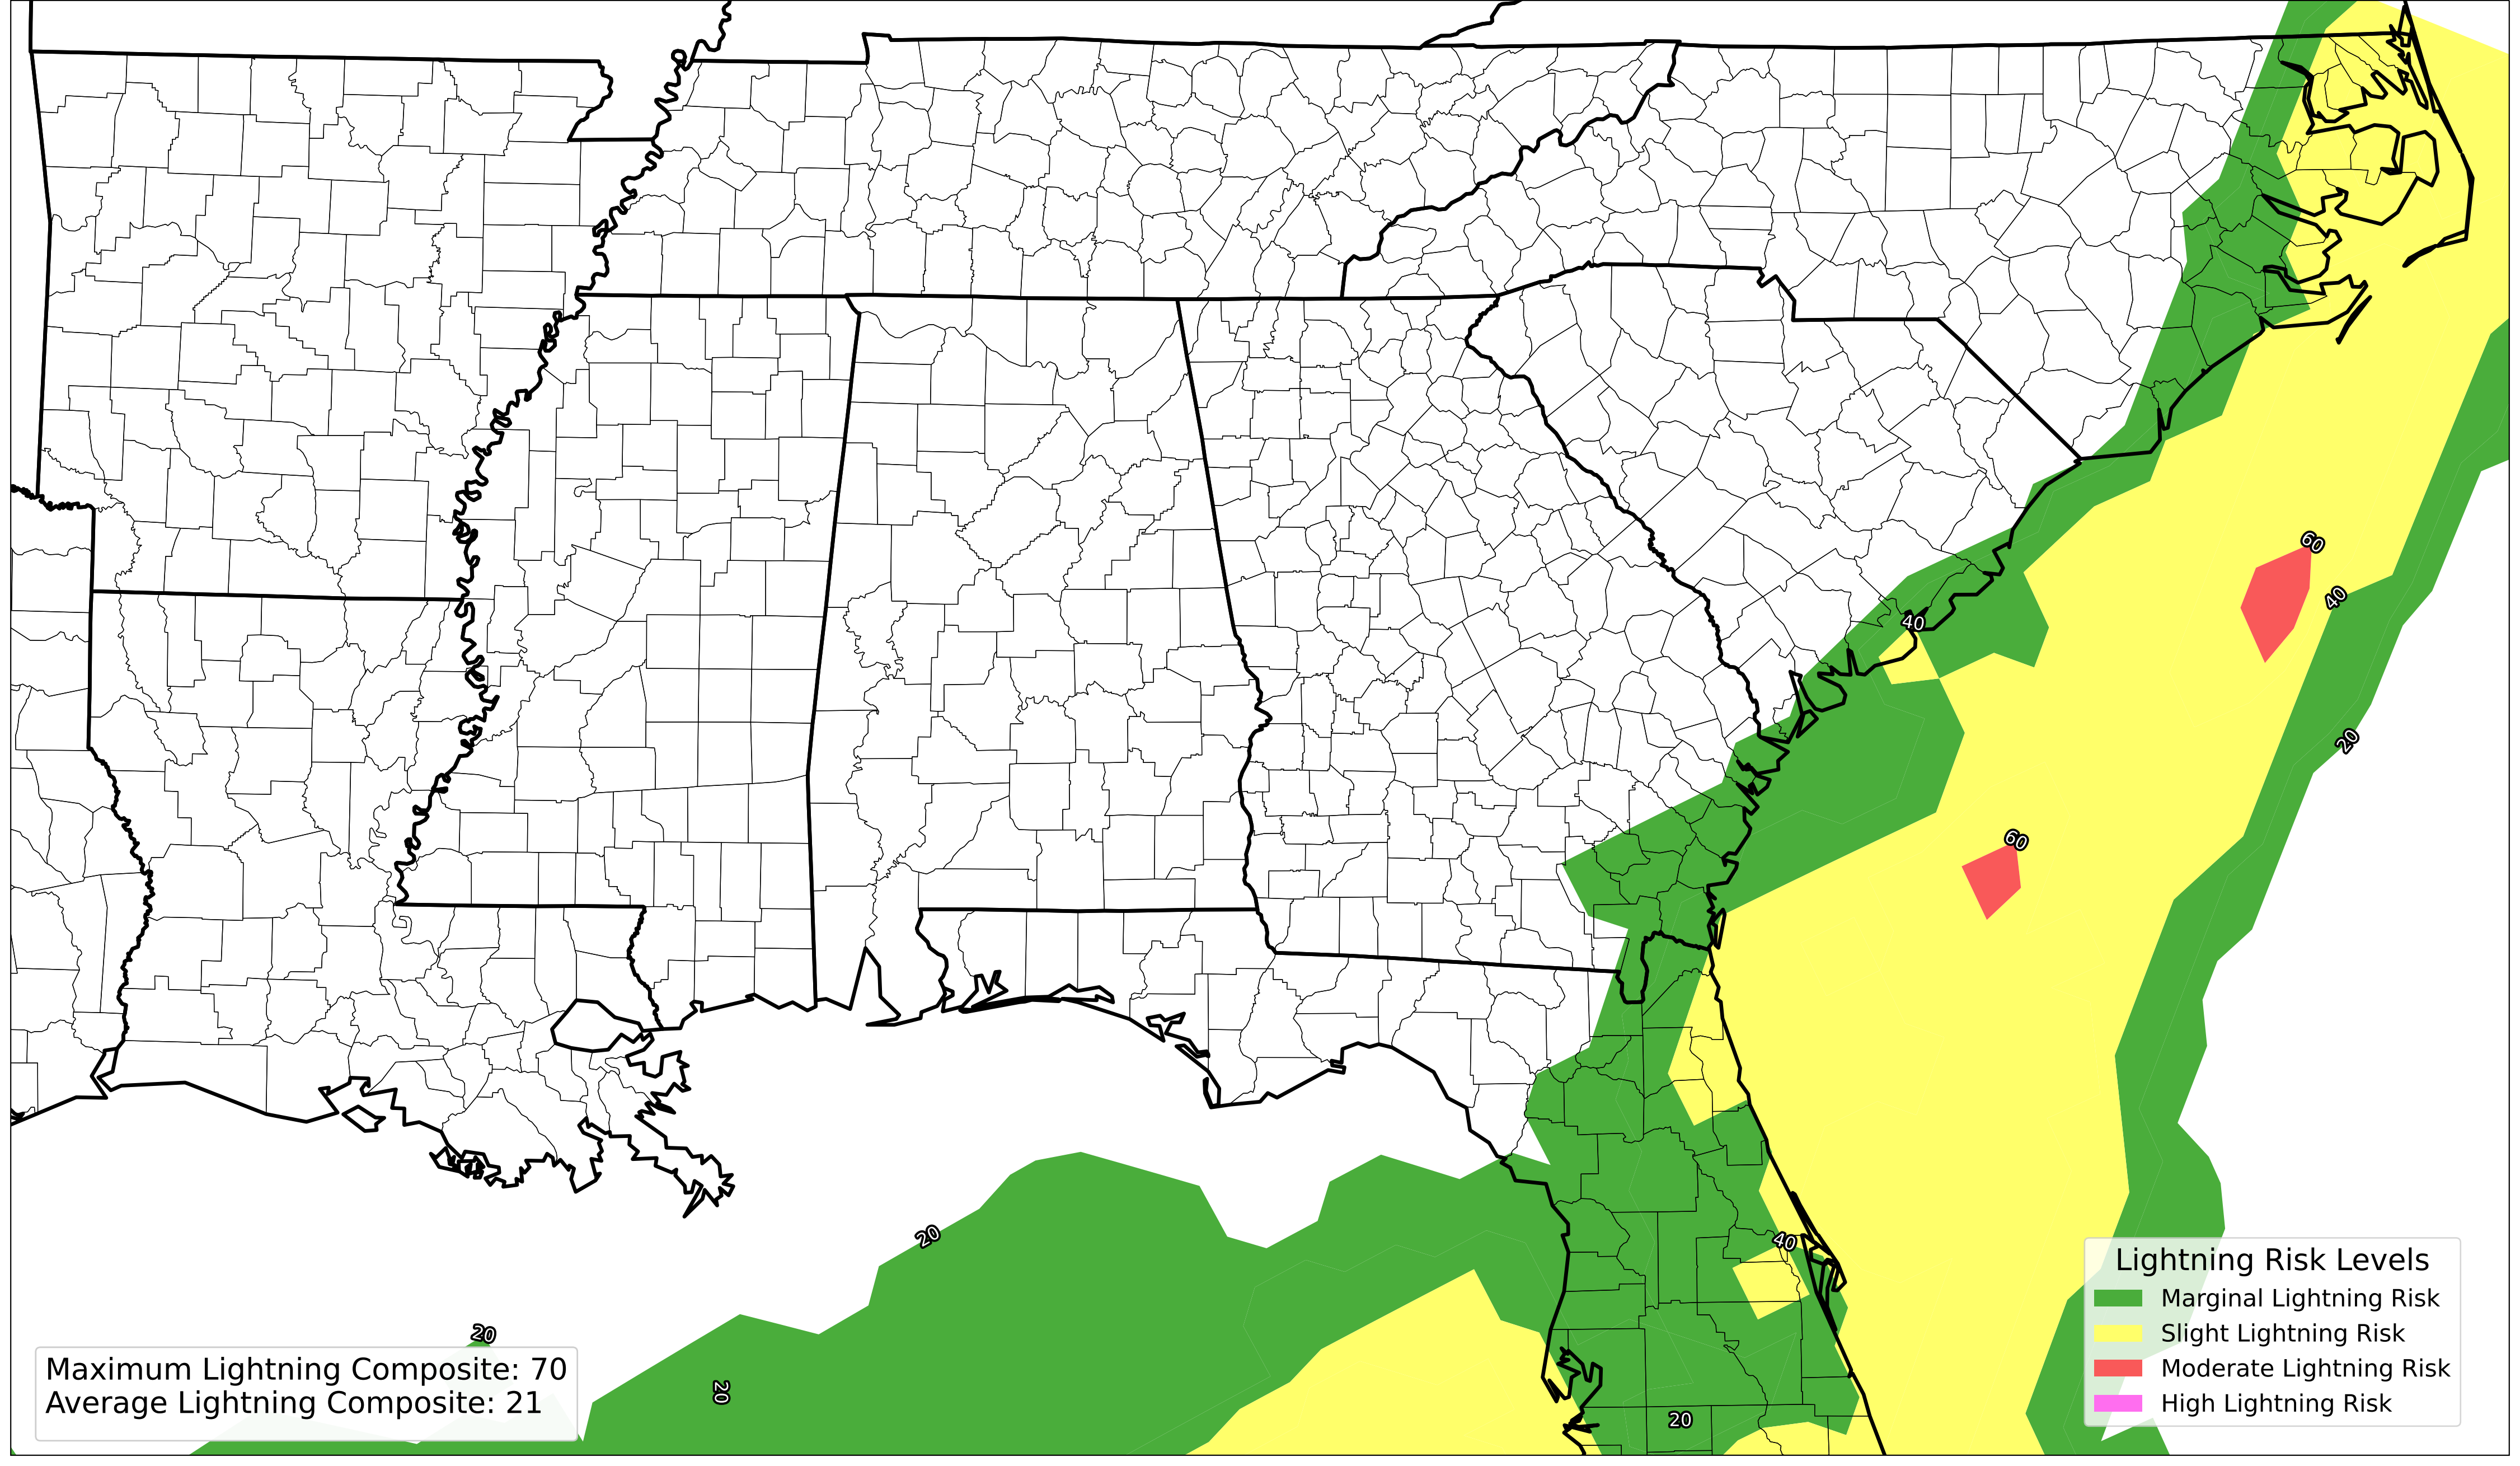 60
40
40
20
60
20
40
20
20
20
Lightning Risk Levels
Marginal Lightning Risk
Slight Lightning Risk
Moderate Lightning Risk
High Lightning Risk
Maximum Lightning Composite: 70
Average Lightning Composite: 21
20